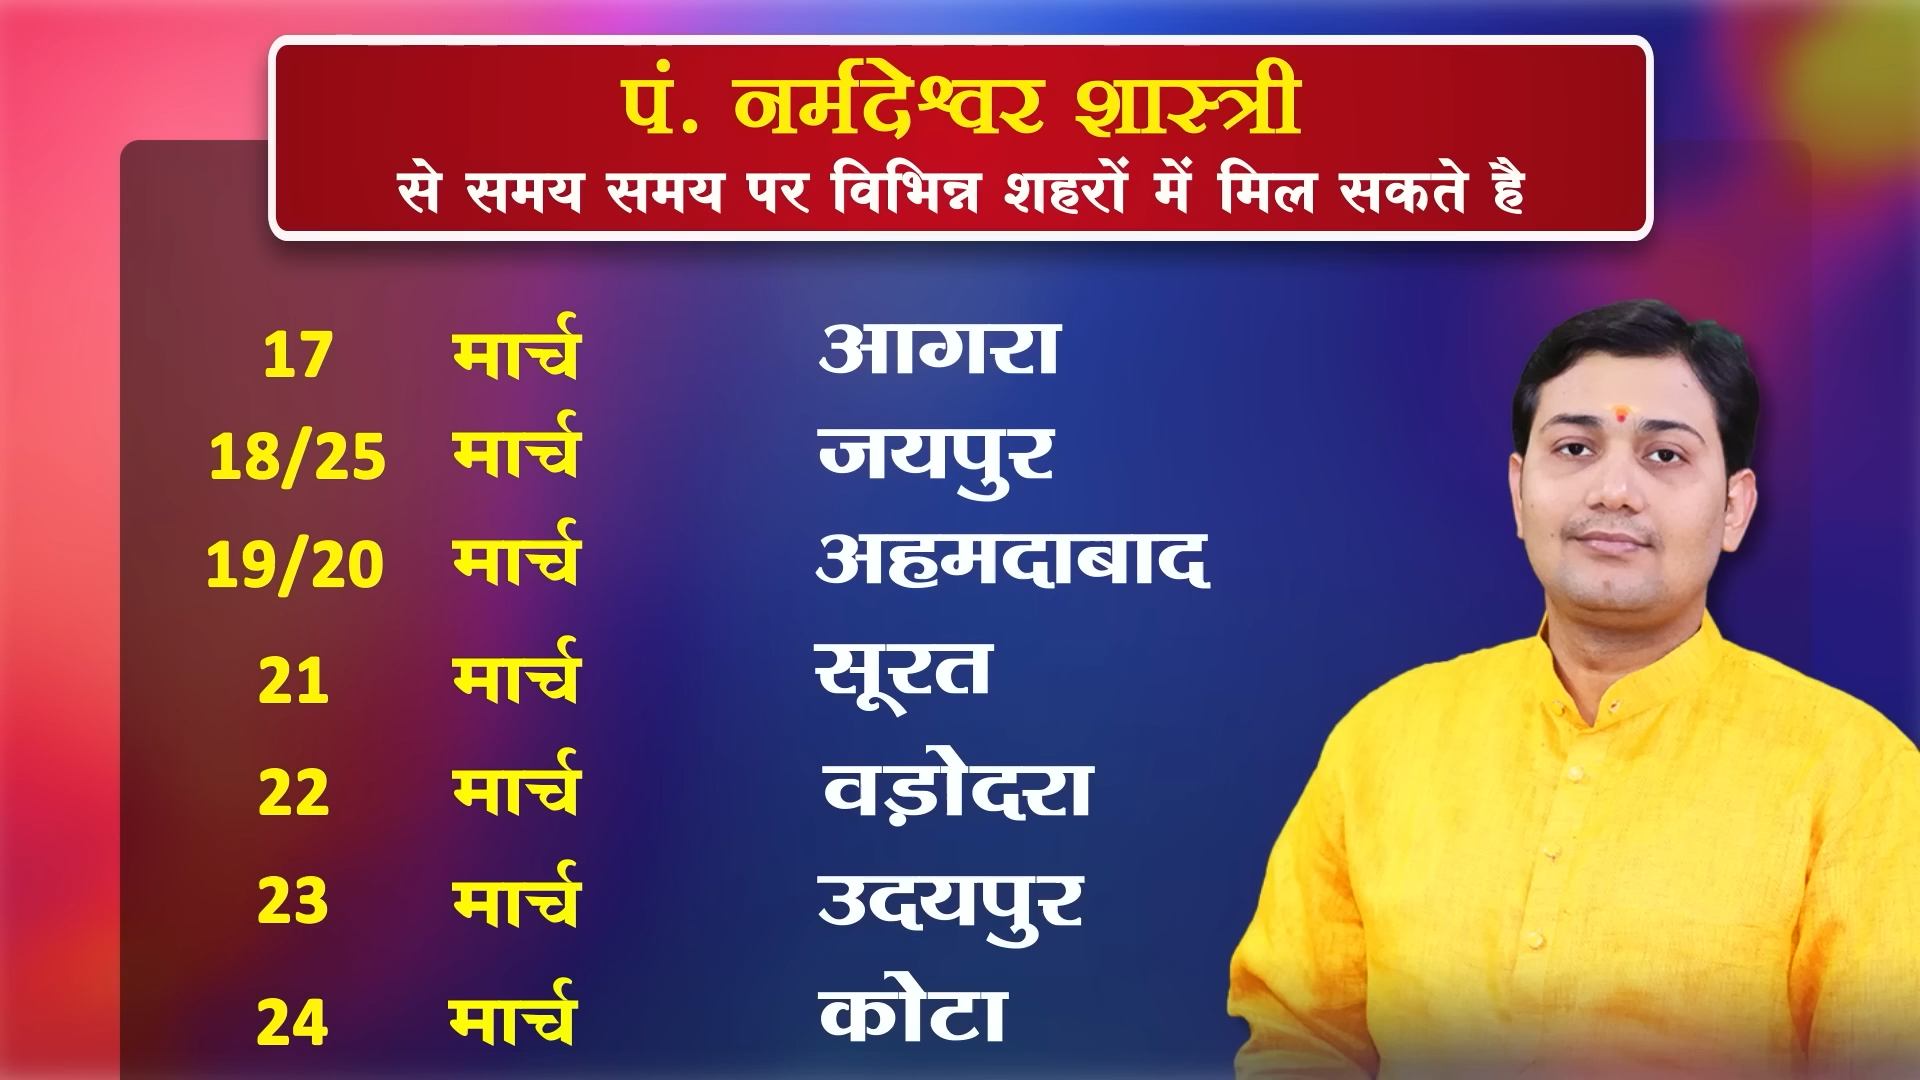 पं. नर्मदेश्वर शास्त्री
से समय समय पर विभिन्न शहरों में मिल सकते है
17 मार्च आगरा
18/25 मार्च जयपुर
19/20 मार्च अहमदाबाद
21 मार्च सूरत
22 मार्च वड़ोदरा
23 मार्च उदयपुर
24 मार्च कोटा